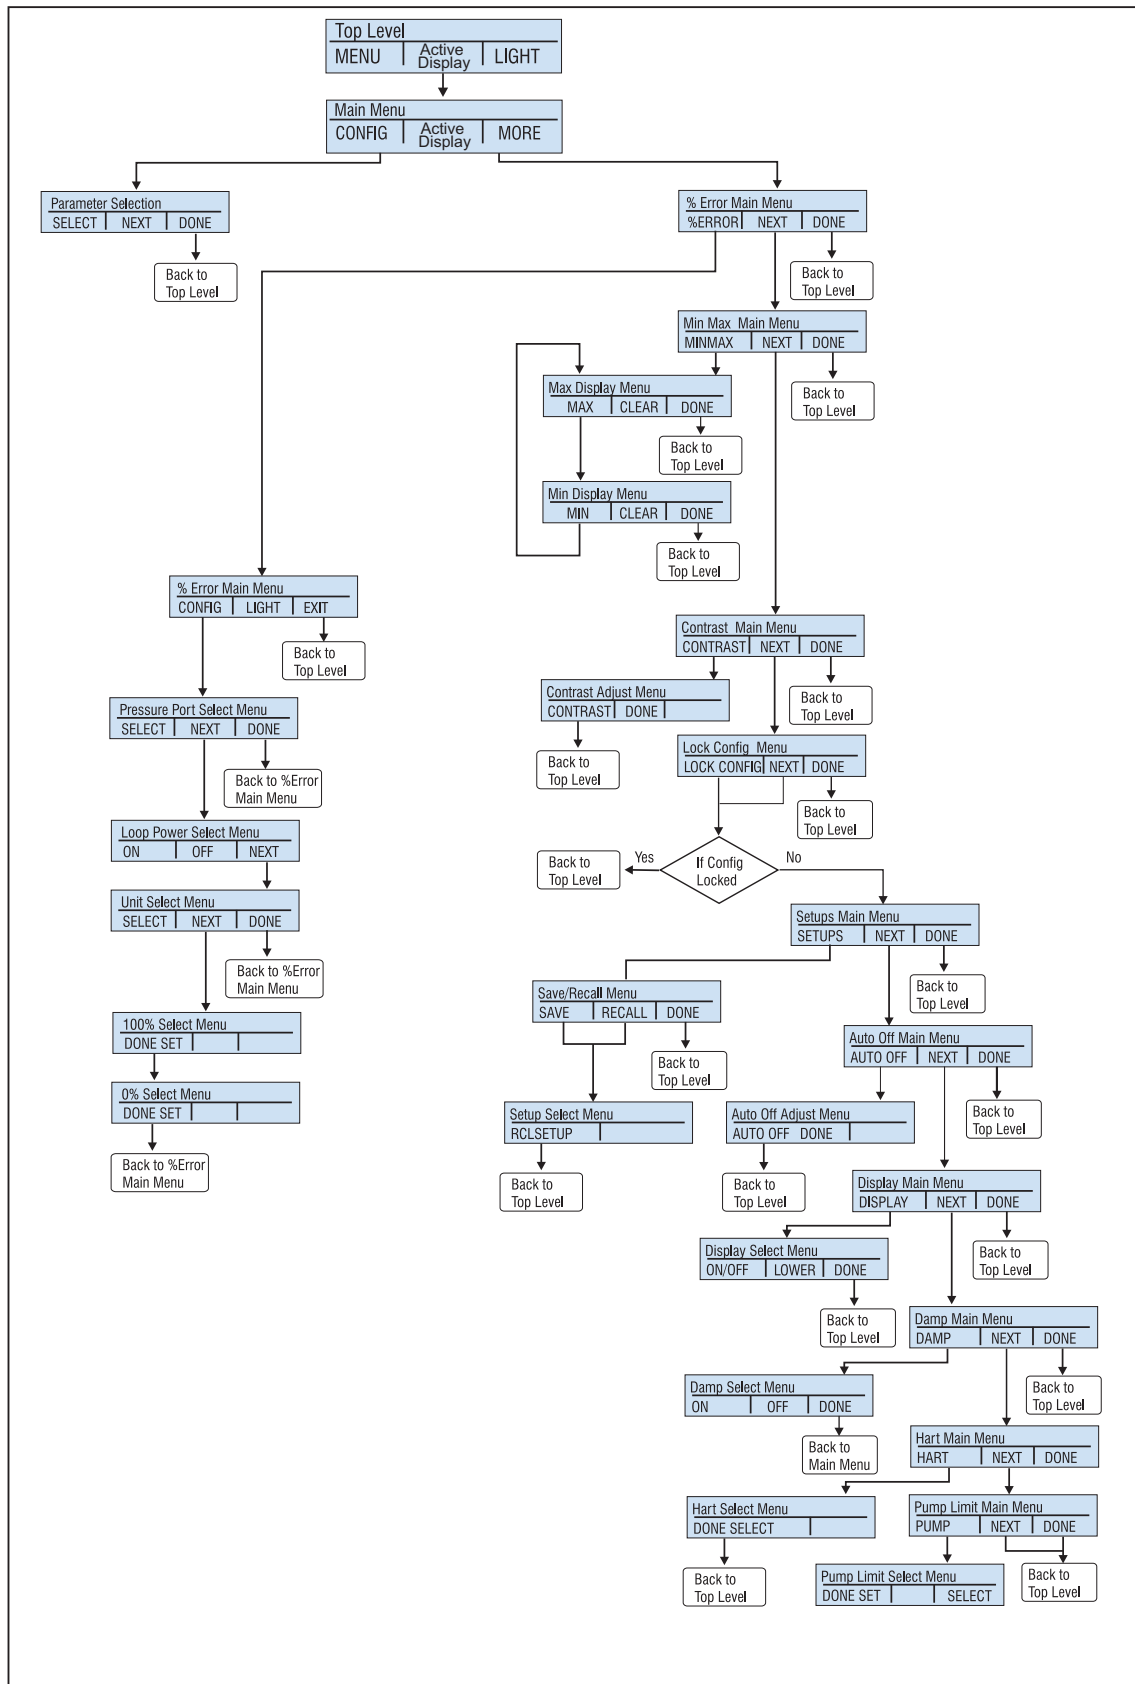 Top Level
MENU Active Display LIGHT
Main Menu
CONFIG Active Display MORE
Parameter Selection
SELECT NEXT DONE
Back to
Top Level
% Error Main Menu
%ERROR NEXT DONE
Back to
Top Level
Min Max Main Menu
MINMAX NEXT DONE
Back to
Top Level
Max Display Menu
MAX CLEAR DONE
Back to
Top Level
Min Display Menu
MIN CLEAR DONE
Back to
Top Level
% Error Main Menu
CONFIG LIGHT EXIT
Back to
Top Level
Pressure Port Select Menu
SELECT NEXT DONE
Back to %Error
Main Menu
Loop Power Select Menu
ON OFF NEXT
Unit Select Menu
SELECT NEXT DONE
Back to %Error
Main Menu
100% Select Menu
DONE SET
0% Select Menu
DONE SET
Back to %Error
Main Menu
Contrast Main Menu
CONTRAST NEXT DONE
Back to
Top Level
Contrast Adjust Menu
CONTRAST DONE
Back to
Top Level
Lock Config Menu
LOCK CONFIG NEXT DONE
Back to
Top Level
If Config
Locked
Yes
No
Back to
Top Level
Setups Main Menu
SETUPS NEXT DONE
Back to
Top Level
Save/Recall Menu
SAVE RECALL DONE
Back to
Top Level
Setup Select Menu
RCLSETUP
Back to
Top Level
Auto Off Main Menu
AUTO OFF NEXT DONE
Back to
Top Level
Auto Off Adjust Menu
AUTO OFF DONE
Back to
Top Level
Display Main Menu
DISPLAY NEXT DONE
Back to
Top Level
Display Select Menu
ON/OFF LOWER DONE
Back to
Top Level
Damp Main Menu
DAMP NEXT DONE
Back to
Top Level
Damp Select Menu
ON OFF DONE
Back to
Main Menu
Hart Main Menu
HART NEXT DONE
Hart Select Menu
DONE SELECT
Back to
Top Level
Pump Limit Main Menu
PUMP NEXT DONE
Back to
Top Level
Pump Limit Select Menu
DONE SET SELECT